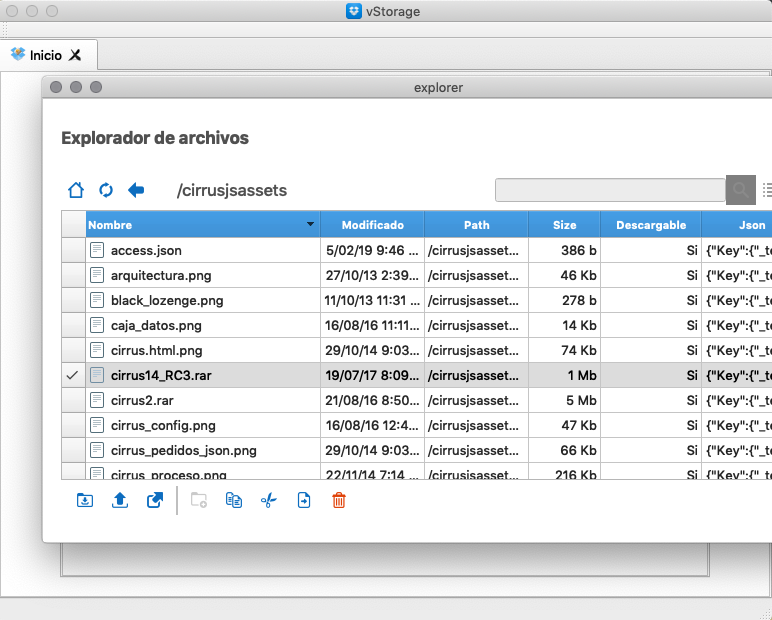 vStorage
Inicio
explorer
Explorador de archivos
/cirrusjsassets
Nombre Modificado Path Size Descargable Json
access.json 5/02/19 9:46 ... /cirrusjsasset... 386 b Si {"Key":{"_te
arquitectura.png 27/10/13 2:39... /cirrusjsasset... 46 Kb Si {"Key":{"_te
black_lozenge.png 11/10/13 11:31 ... /cirrusjsasset... 278 b Si {"Key":{"_te
caja_datos.png 16/08/16 11:11... /cirrusjsasset... 14 Kb Si {"Key":{"_te
cirrus.html.png 29/10/14 9:03... /cirrusjsasset... 74 Kb Si {"Key":{"_te
cirrus14_RC3.rar 19/07/17 8:09... /cirrusjsasset... 1 Mb Si {"Key":{"_te
cirrus2.rar 21/08/16 8:50... /cirrusjsasset... 5 Mb Si {"Key":{"_te
cirrus_config.png 16/08/16 12:4... /cirrusjsasset... 47 Kb Si {"Key":{"_te
cirrus_pedidos_json.png 29/10/14 9:03... /cirrusjsasset... 66 Kb Si {"Key":{"_te
cirrus_proceso.png 22/11/14 7:14 ... /cirrusjsasset... 216 Kb Si {"Key":{"_te